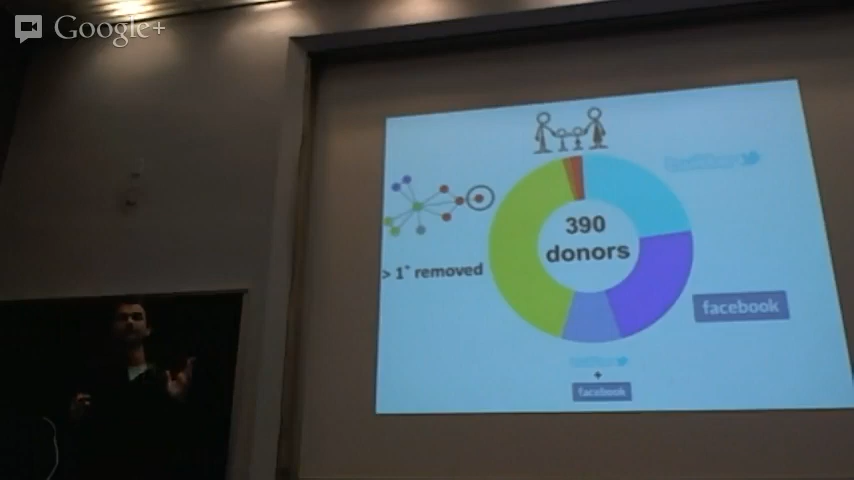 Google+
390
donors
> 1° removed
facebook
+
facebook